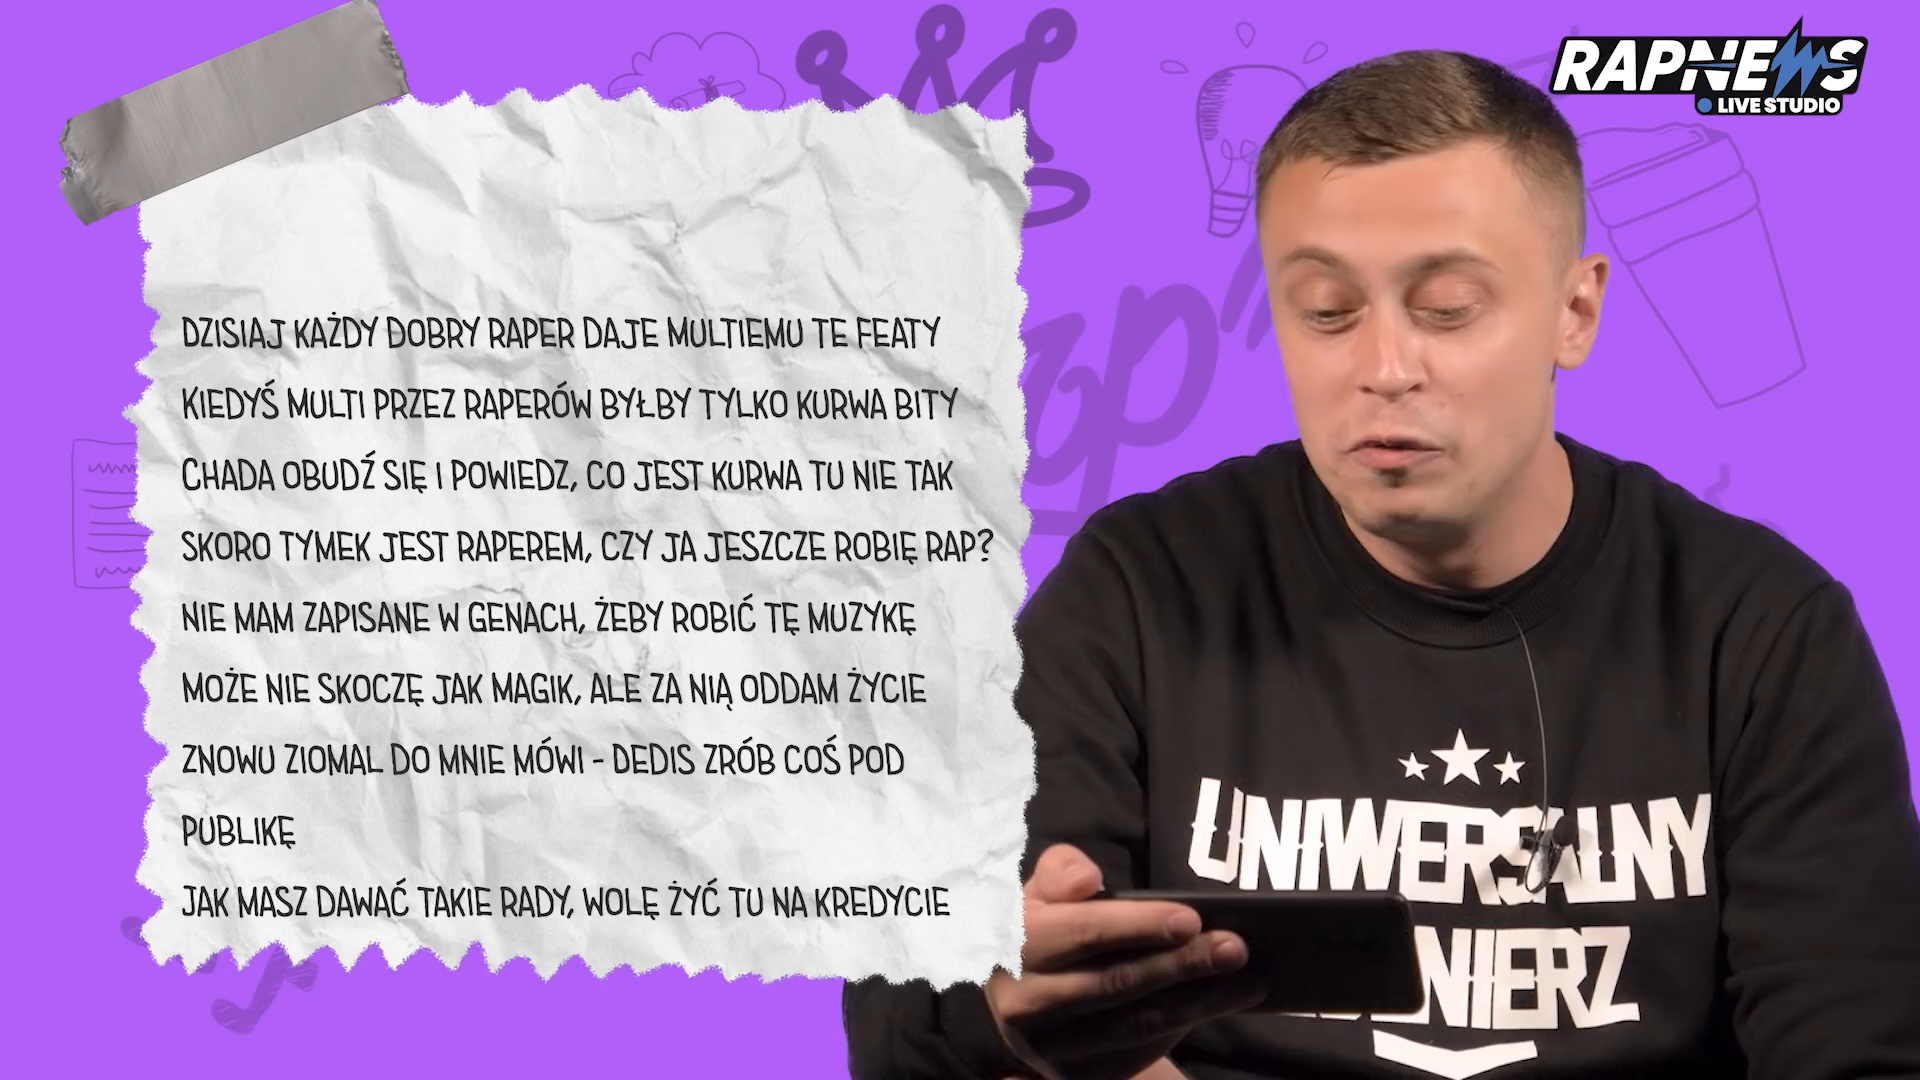 RAPNEWS
LIVE STUDIO
DZISIAJ KAŻDY DOBRY RAPER DAJE MULTIEMU TE FEATY
KIEDYŚ MULTI PRZEZ RAPERÓW BYŁBY TYLKO KURWA BITY
CHADA OBUDŹ SIĘ I POWIEDZ, CO JEST KURWA TU NIE TAK
SKORO TYMEK JEST RAPEREM, CZY JA JESZCZE ROBIĘ RAP?
NIE MAM ZAPISANE W GENACH, ŻEBY ROBIĆ TĘ MUZYKĘ
MOŻE NIE SKOCZĘ JAK MAGIK, ALE ZA NIĄ ODDAM ŻYCIE
ZNOWU ZIOMAL DO MNIE MÓWI - DEDIS ZRÓB COŚ POD
PUBLIKĘ
JAK MASZ DAWAĆ TAKIE RADY, WOLĘ ŻYĆ TU NA KREDYCIE
UNIWERSALNY